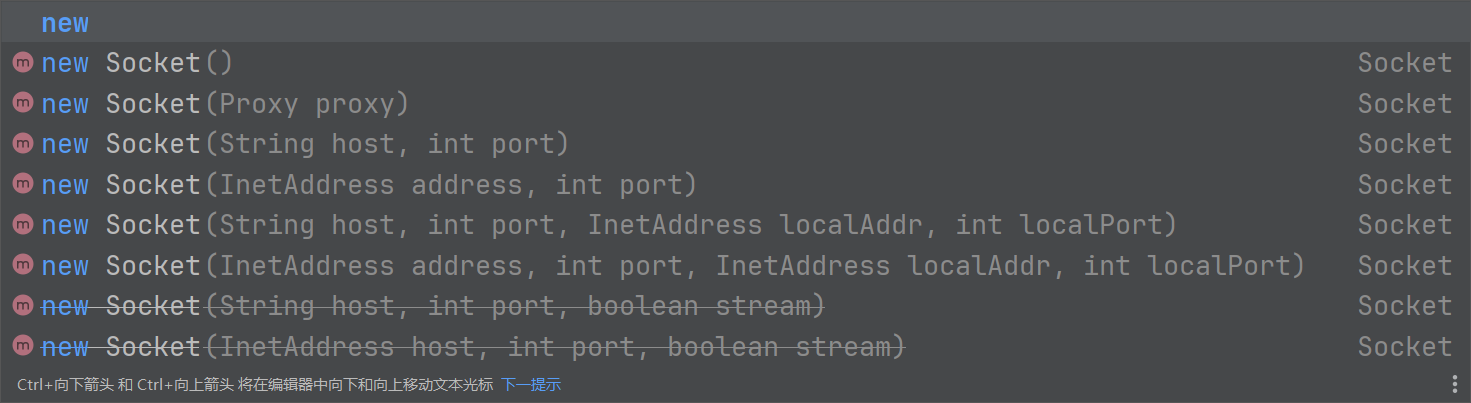 new
m new Socket() Socket
m new Socket(Proxy proxy) Socket
m new Socket(String host, int port) Socket
m new Socket(InetAddress address, int port) Socket
m new Socket(String host, int port, InetAddress localAddr, int localPort) Socket
m new Socket(InetAddress address, int port, InetAddress localAddr, int localPort) Socket
m new Socket(String host, int port, boolean stream) Socket
m new Socket(InetAddress host, int port, boolean stream) Socket
Ctrl+向下箭头 和 Ctrl+向上箭头 将在编辑器中向下和向上移动文本光标 下一提示